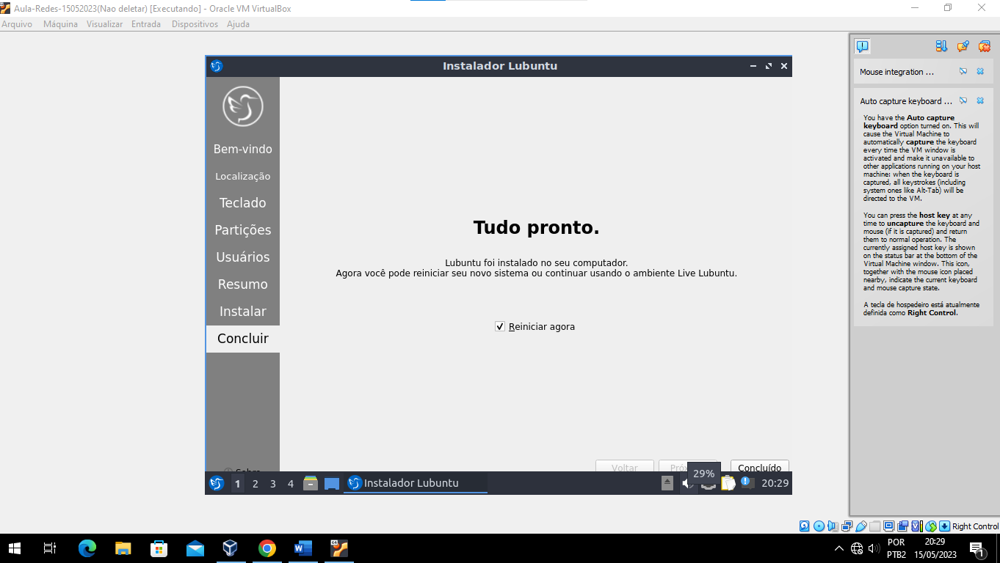 Aula-Redes-15052023(Nao deletar) [Executando] - Oracle VM VirtualBox
Arquivo Máquina Visualizar Entrada Dispositivos Ajuda
Instalador Lubuntu
Bem-vindo
Localização
Teclado
Partições
Usuários
Resumo
Instalar
Concluir
Tudo pronto.
Lubuntu foi instalado no seu computador.
Agora você pode reiniciar seu novo sistema ou continuar usando o ambiente Live Lubuntu.
Reiniciar agora
Sobre
Voltar
Concluído
29%
1 2 3 4
Instalador Lubuntu
20:29
Mouse integration ...
Auto capture keyboard ...
You have the Auto capture
keyboard option turned on. This will
cause the Virtual Machine to
automatically capture the keyboard
every time the VM window is
activated and make it unavailable to
other applications running on your host
machine: when the keyboard is
captured, all keystrokes (including
system ones like Alt-Tab) will be
directed to the VM.
You can press the host key at any
time to uncapture the keyboard and
mouse (if it is captured) and return
them to normal operation. The
currently assigned host key is shown
on the status bar at the bottom of the
Virtual Machine window. This icon,
together with the mouse icon placed
nearby, indicate the current keyboard
and mouse capture state.
A tecla de hospedeiro está atualmente
definida como Right Control.
Right Control
POR
PTB2
20:29
15/05/2023
1